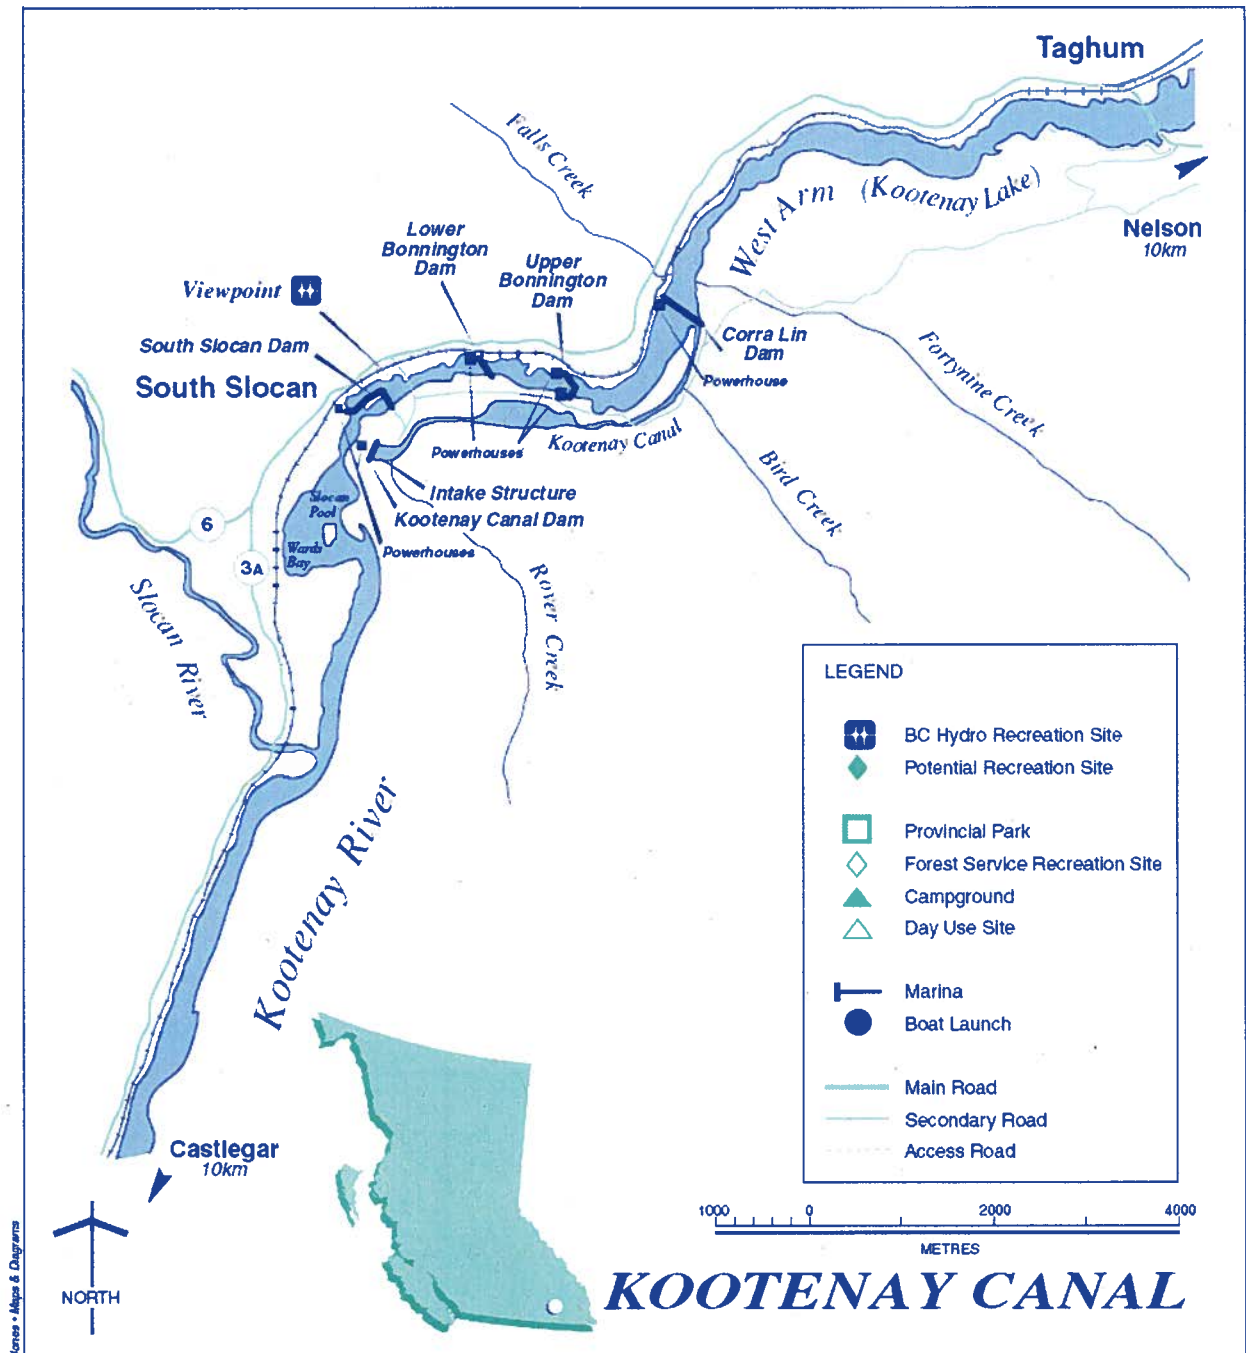 Taghum
Falls Creek
West Arm (Kootenay Lake)
Nelson
10km
Lower
Bonnington
Dam
Upper
Bonnington
Dam
Viewpoint
South Slocan Dam
South Slocan
Corra Lin
Dam
Powerhouse
Fortynine Creek
Powerhouses
Kootenay Canal
Bird Creek
Intake Structure
Kootenay Canal Dam
Slocan
Pool
Wards
Bay
Powerhouses
6
3A
Rover Creek
Slocan River
Kootenay River
LEGEND
BC Hydro Recreation Site
Potential Recreation Site
Provincial Park
Forest Service Recreation Site
Campground
Day Use Site
Marina
Boat Launch
Main Road
Secondary Road
Access Road
Castlegar
10km
NORTH
1000 0 2000 4000
METRES
KOOTENAY CANAL
Jones • Maps & Diagrams